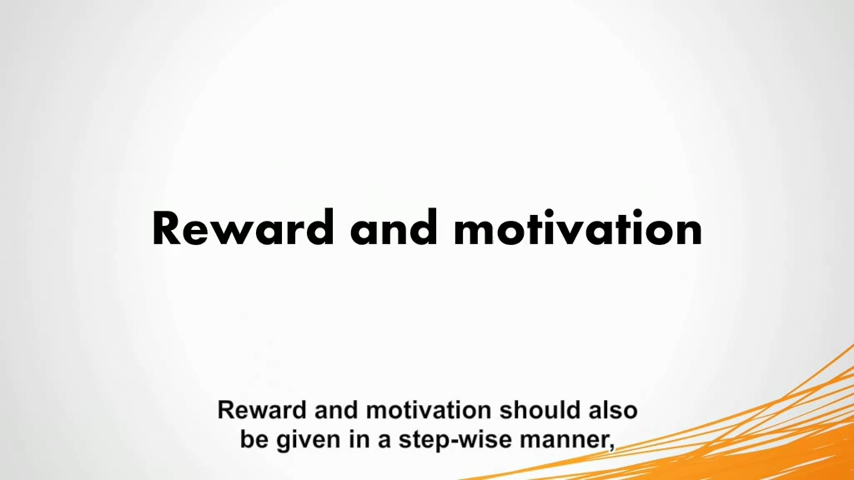 Reward and motivation
Reward and motivation should also
be given in a step-wise manner,